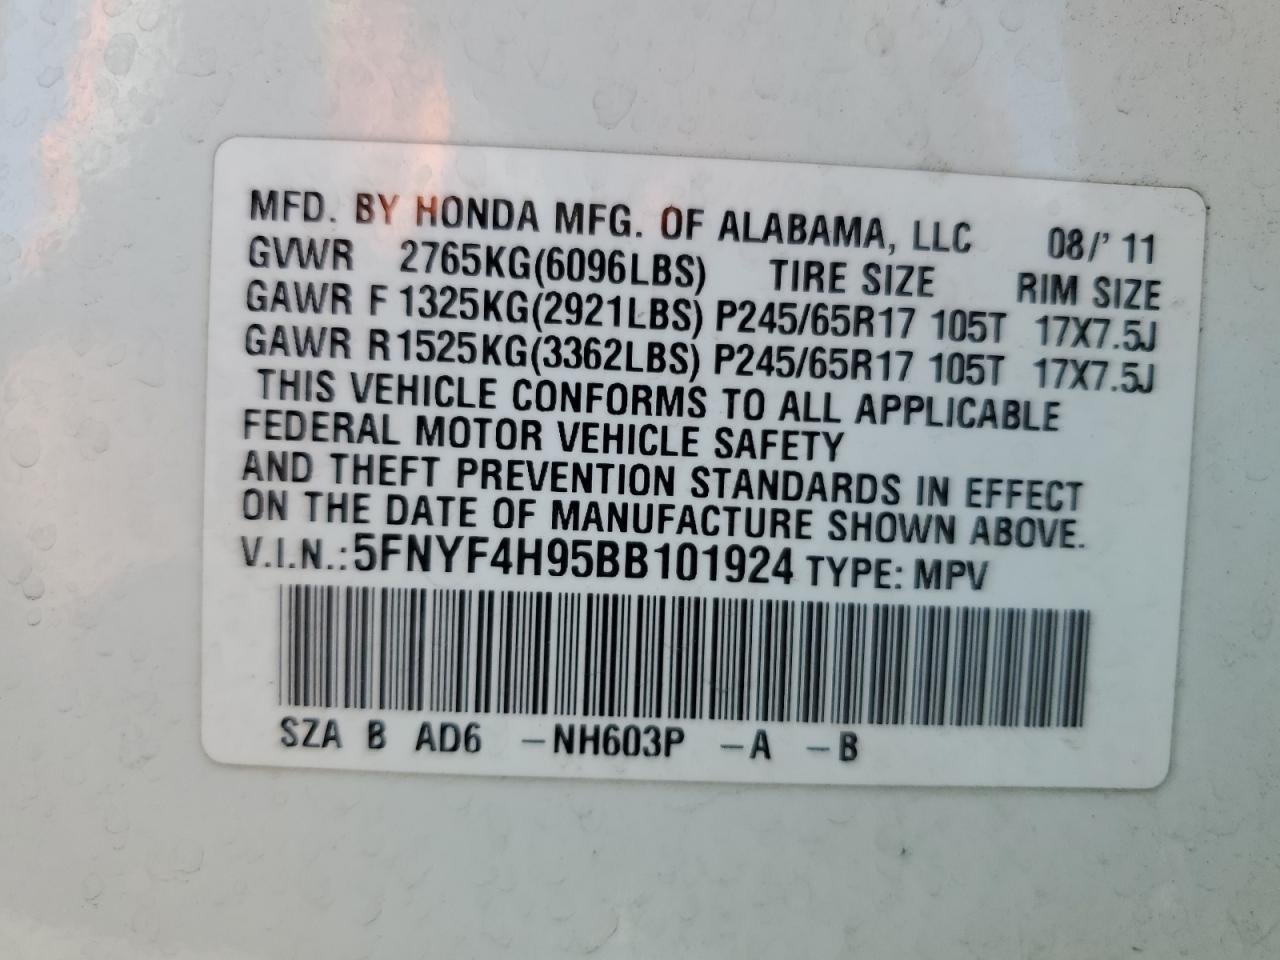 MFD. BY HONDA MFG. OF ALABAMA, LLC 08/' 11
GVWR 2765KG(6096LBS) TIRE SIZE RIM SIZE
GAWR F 1325KG(2921LBS) P245/65R17 105T 17X7.5J
GAWR R1525KG(3362LBS) P245/65R17 105T 17X7.5J
THIS VEHICLE CONFORMS TO ALL APPLICABLE
FEDERAL MOTOR VEHICLE SAFETY
AND THEFT PREVENTION STANDARDS IN EFFECT
ON THE DATE OF MANUFACTURE SHOWN ABOVE.
V.I.N.:5FNYF4H95BB101924 TYPE: MPV
SZA B AD6 –NH603P –A –B